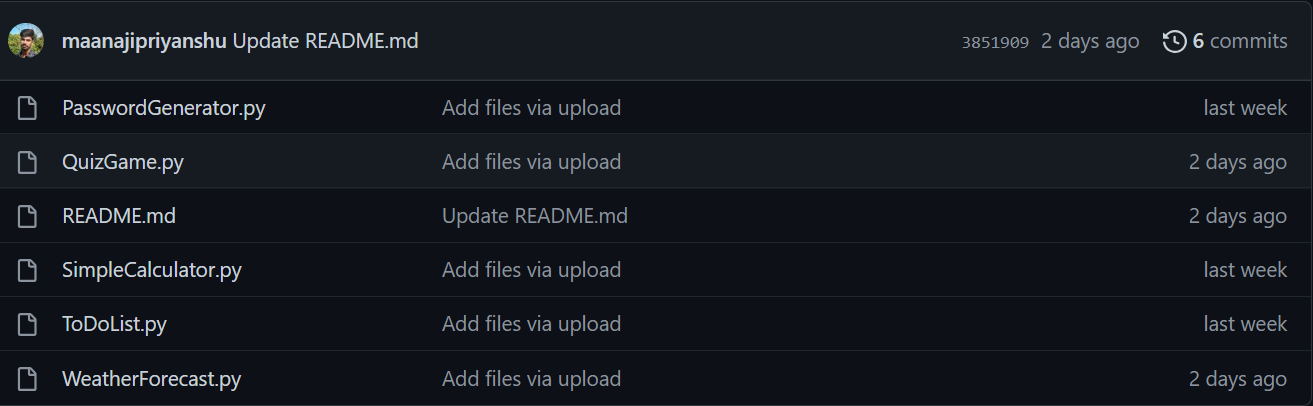 maanajipriyanshu Update README.md 3851909 2 days ago 6 commits
PasswordGenerator.py Add files via upload last week
QuizGame.py Add files via upload 2 days ago
README.md Update README.md 2 days ago
SimpleCalculator.py Add files via upload last week
ToDoList.py Add files via upload last week
WeatherForecast.py Add files via upload 2 days ago